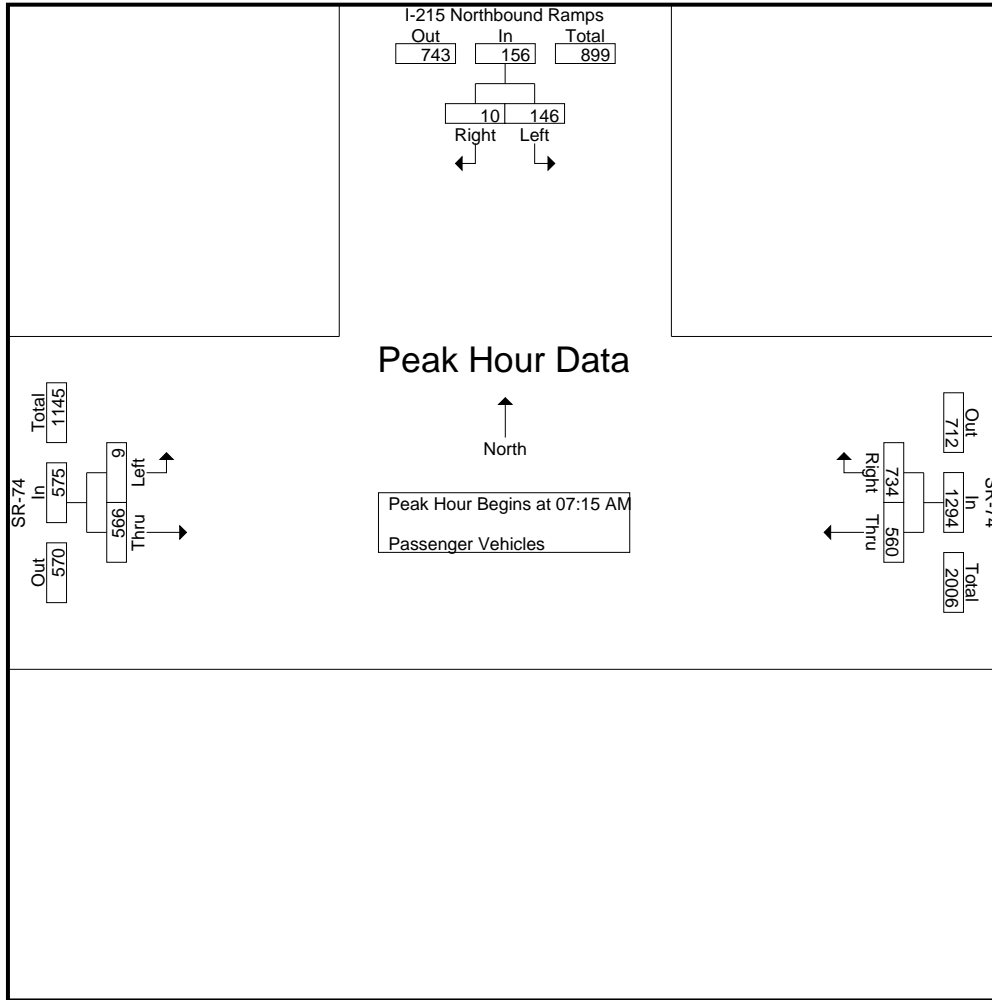 I-215 Northbound Ramps
Out In Total
743 156 899
10 146
Right Left
Peak Hour Data
North
Peak Hour Begins at 07:15 AM
Passenger Vehicles
SR-74
Total In Out
1145 575 570
9 566
Left Thru
SR-74
Out In Total
712 1294 2006
734 560
Right Thru